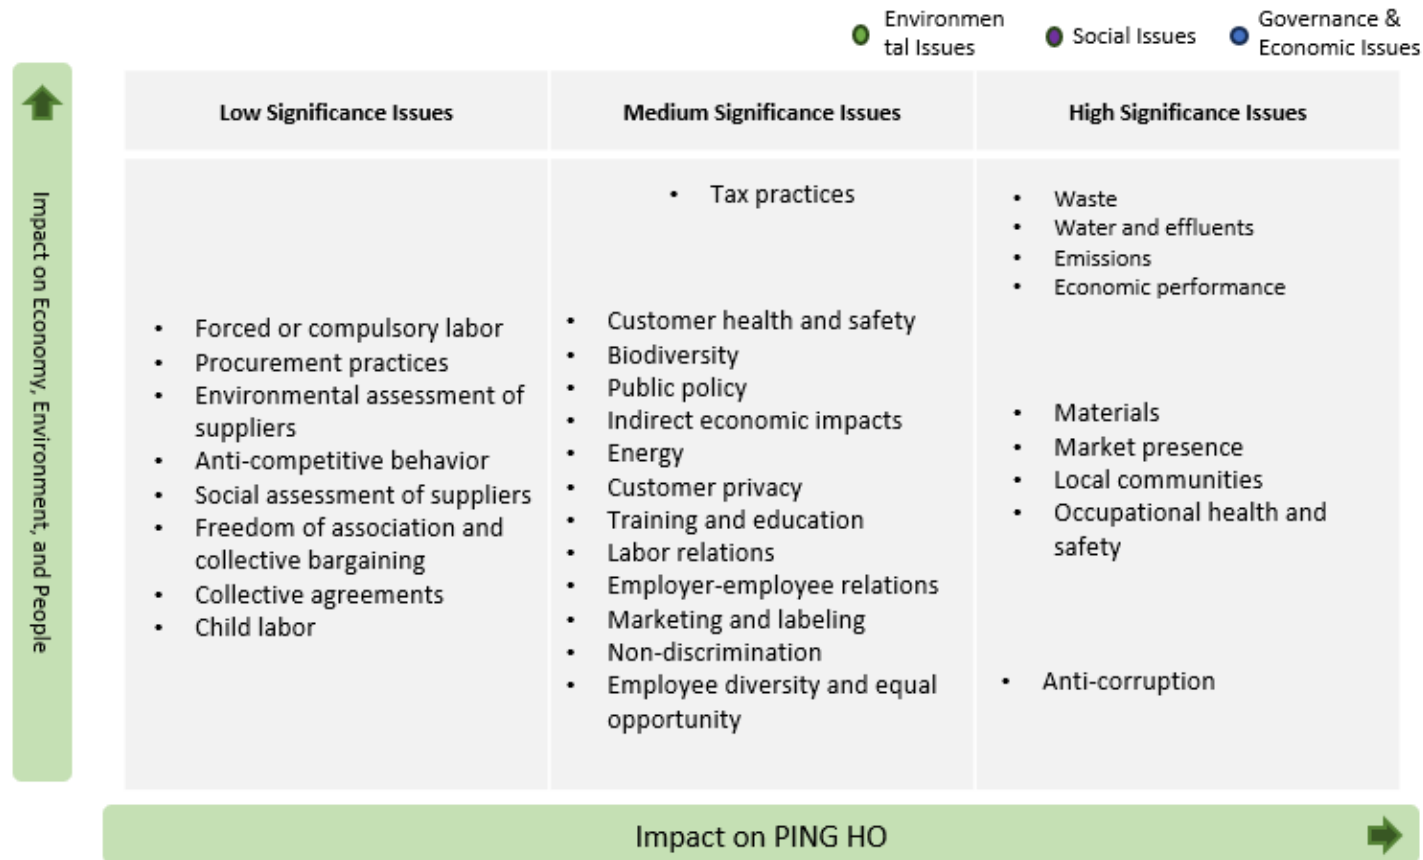 Environmen
tal Issues
Social Issues
Governance &
Economic Issues
Low Significance Issues
Medium Significance Issues
High Significance Issues
Impact on Economy, Environment, and People
• Forced or compulsory labor
• Procurement practices
• Environmental assessment of
suppliers
• Anti-competitive behavior
• Social assessment of suppliers
• Freedom of association and
collective bargaining
• Collective agreements
• Child labor
• Tax practices
• Customer health and safety
• Biodiversity
• Public policy
• Indirect economic impacts
• Energy
• Customer privacy
• Training and education
• Labor relations
• Employer-employee relations
• Marketing and labeling
• Non-discrimination
• Employee diversity and equal
opportunity
• Waste
• Water and effluents
• Emissions
• Economic performance
• Materials
• Market presence
• Local communities
• Occupational health and
safety
• Anti-corruption
Impact on PING HO